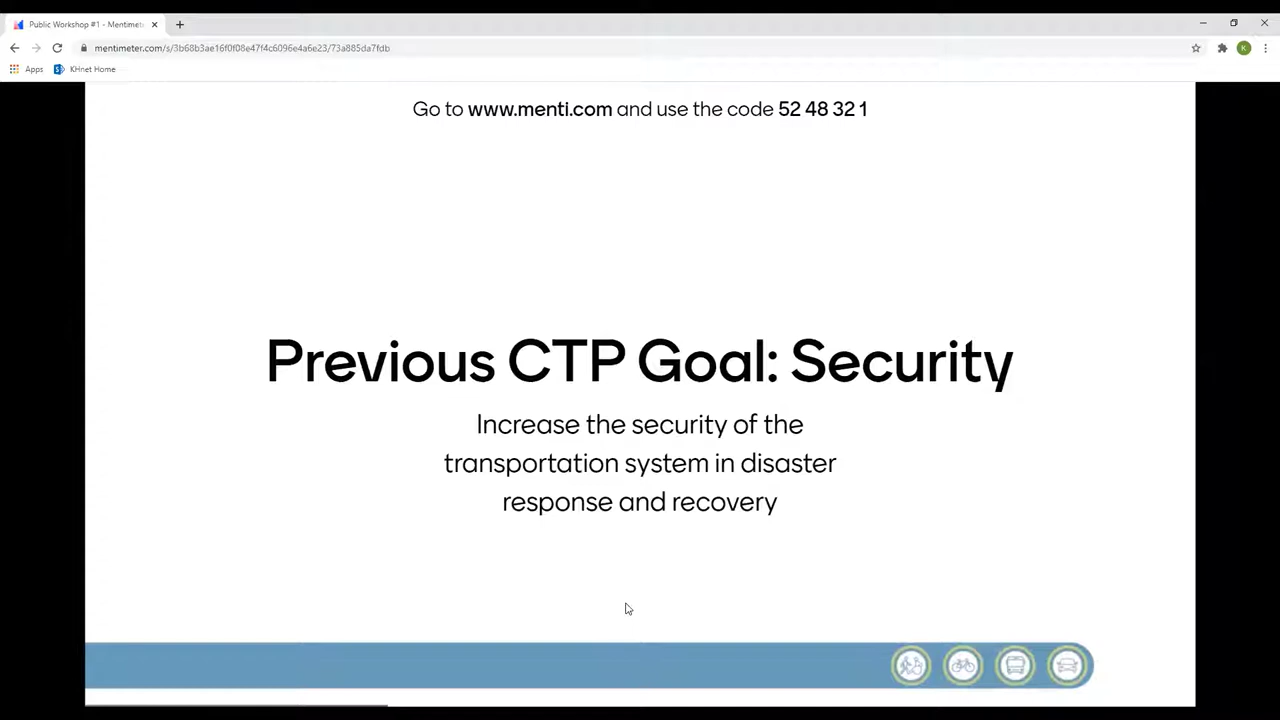 Public Workshop #1 - Mentimete
mentimeter.com/s/3b68b3ae16f0f08e47f4c6096e4a6e23/73a885da7fdb
K
Apps
KHnet Home
Go to www.menti.com and use the code 52 48 32 1
Previous CTP Goal: Security
Increase the security of the
transportation system in disaster
response and recovery